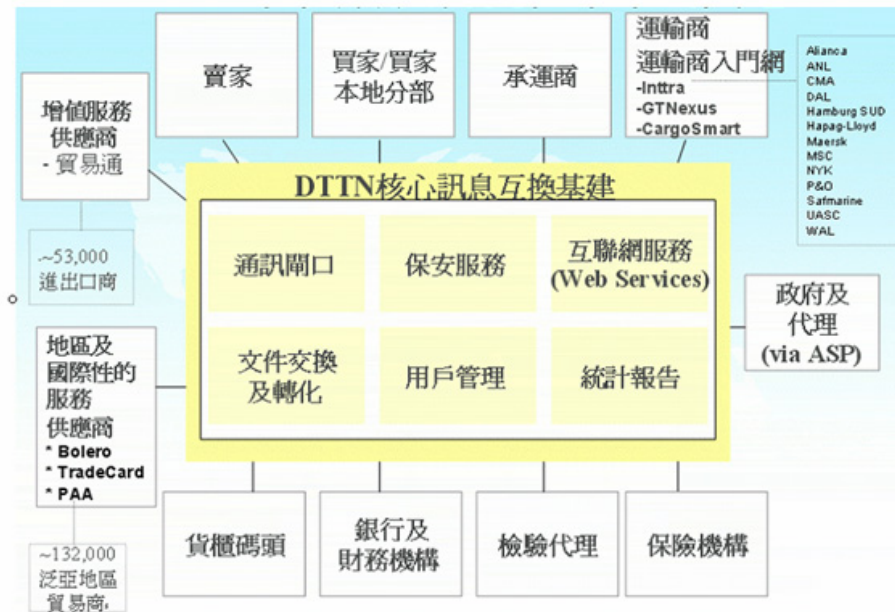 賣家
買家/買家
本地分部
承運商
運輸商
運輸商入門網
-Inttra
-GTNexus
-CargoSmart
Alianca
ANL
CMA
DAL
Hamburg SUD
Hapag-Lloyd
Maersk
MSC
NYK
P&O
Safmarine
UASC
WAL
增值服務
供應商
- 貿易通
~53,000
進出口商
DTTN核心訊息互換基建
通訊閘口
保安服務
互聯網服務
(Web Services)
文件交換
及轉化
用戶管理
統計報告
政府及
代理
(via ASP)
地區及
國際性的
服務
供應商
* Bolero
* TradeCard
* PAA
~132,000
泛亞地區
貿易商
貨櫃碼頭
銀行及
財務機構
檢驗代理
保險機構